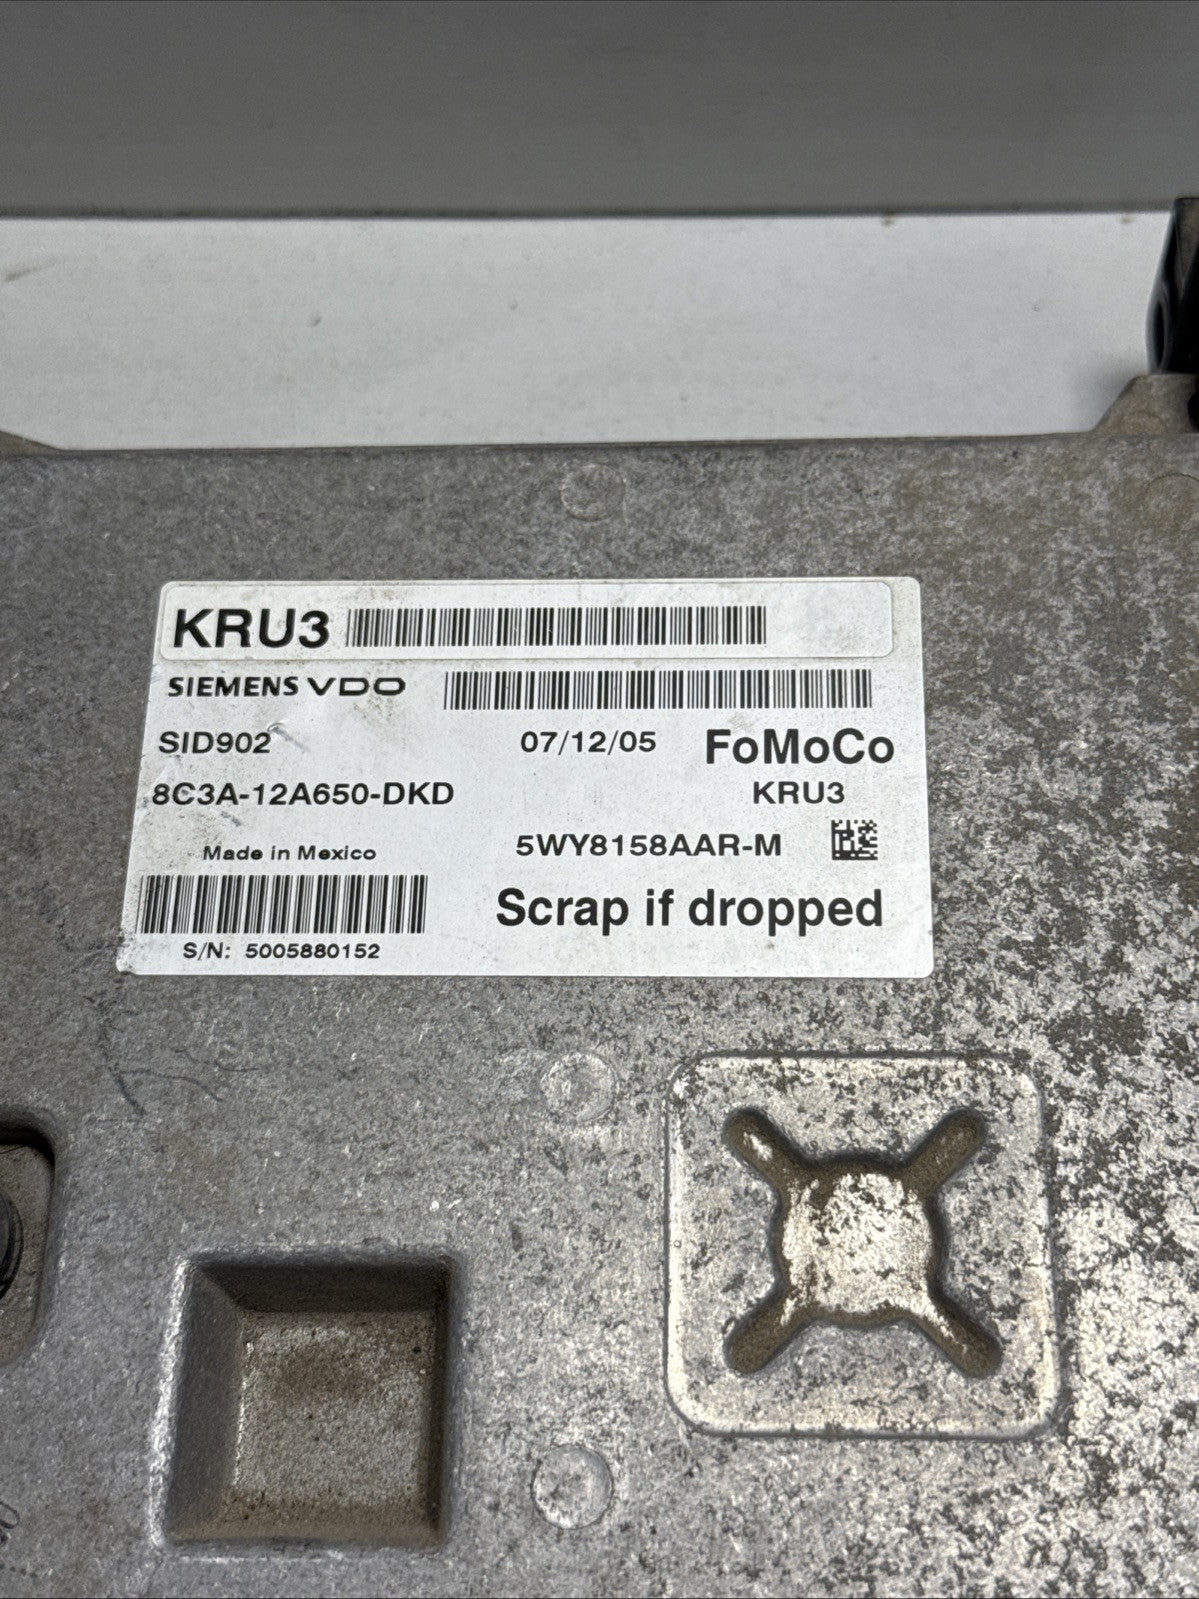 KRU3
SIEMENS VDO
SID902 07/12/05 FoMoCo
8C3A-12A650-DKD KRU3
Made in Mexico 5WY8158AAR-M
Scrap if dropped
S/N: 5005880152